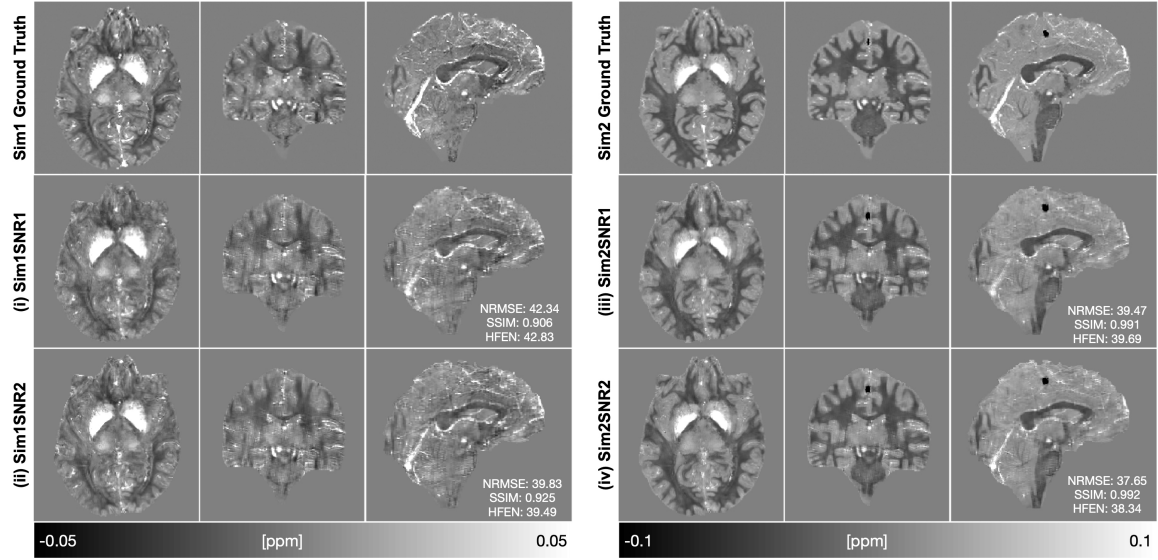 Sim1 Ground Truth
(i) Sim1SNR1
NRMSE: 42.34
SSIM: 0.906
HFEN: 42.83
(ii) Sim1SNR2
NRMSE: 39.83
SSIM: 0.925
HFEN: 39.49
-0.05 [ppm] 0.05
Sim2 Ground Truth
(iii) Sim2SNR1
NRMSE: 39.47
SSIM: 0.991
HFEN: 39.69
(iv) Sim2SNR2
NRMSE: 37.65
SSIM: 0.992
HFEN: 38.34
-0.1 [ppm] 0.1